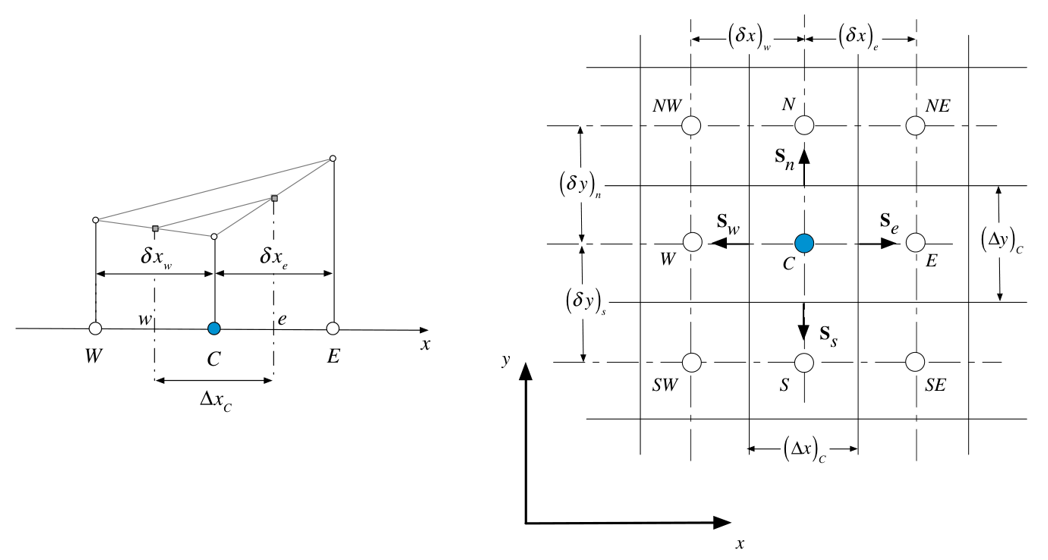 δx_w
δx_e
w
e
W
C
E
x
Δx_C
(δx)_w
(δx)_e
NW
N
NE
S_n
(δy)_n
S_w
S_e
(Δy)_C
W
C
E
(δy)_s
S_s
y
SW
S
SE
(Δx)_C
x